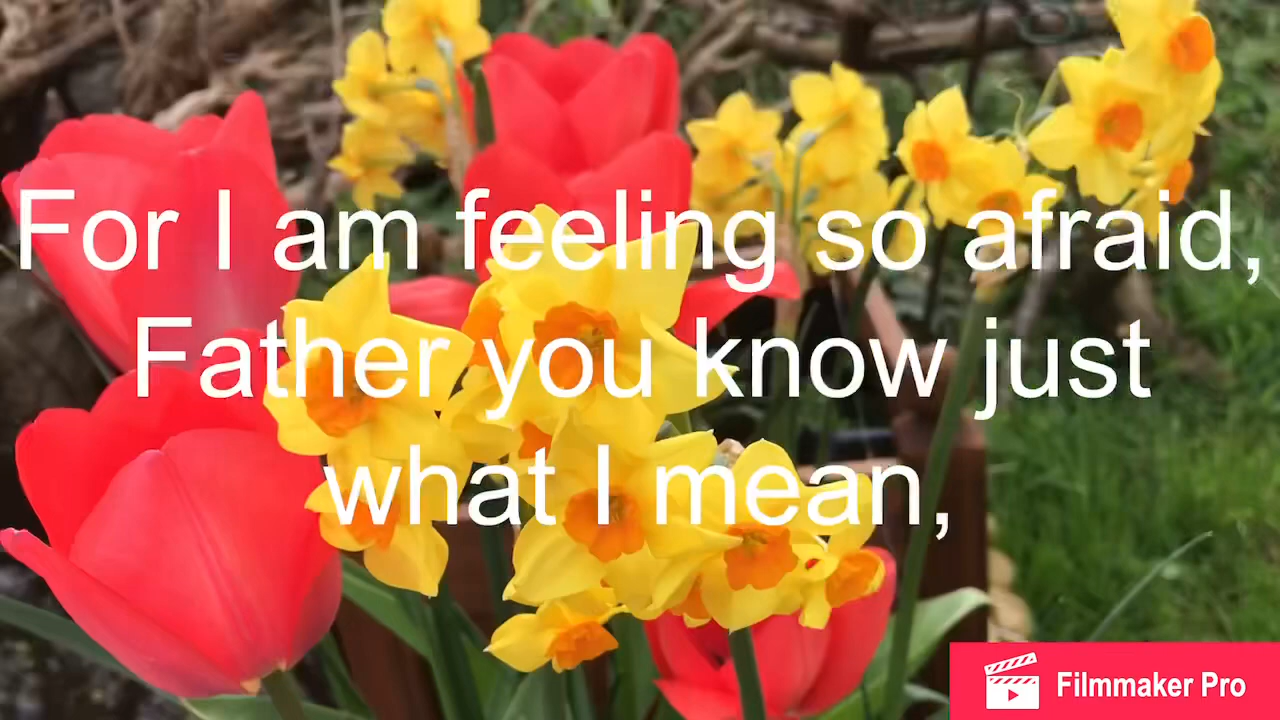 For I am feeling so afraid,
Father you know just
what I mean,
Filmmaker Pro